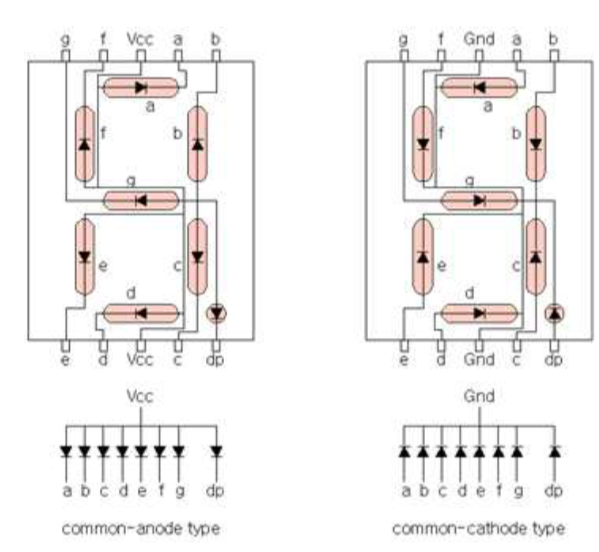 g f Vcc a b g f Gnd a b
a a
f b f b
g g
e c e c
d d
e d Vcc c dp e d Gnd c dp
Vcc Gnd
a b c d e f g dp a b c d e f g dp
common-anode type common-cathode type